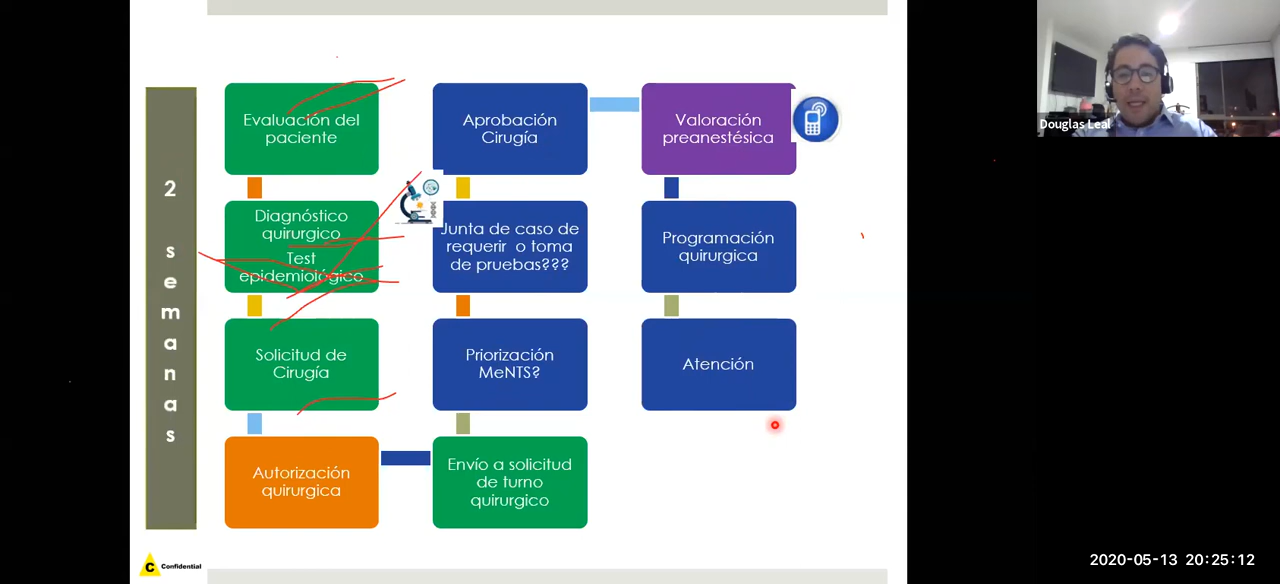 2
s
e
m
a
n
a
s
Evaluación del
paciente
Diagnóstico
quirurgico
Test
epidemiológico
Solicitud de
Cirugía
Autorización
quirurgica
Aprobación
Cirugía
Junta de caso de
requerir o toma
de pruebas???
Priorización
MeNTS?
Envío a solicitud
de turno
quirurgico
Valoración
preanestésica
Programación
quirurgica
Atención
Douglas Leal
C
Confidential
2020-05-13 20:25:12